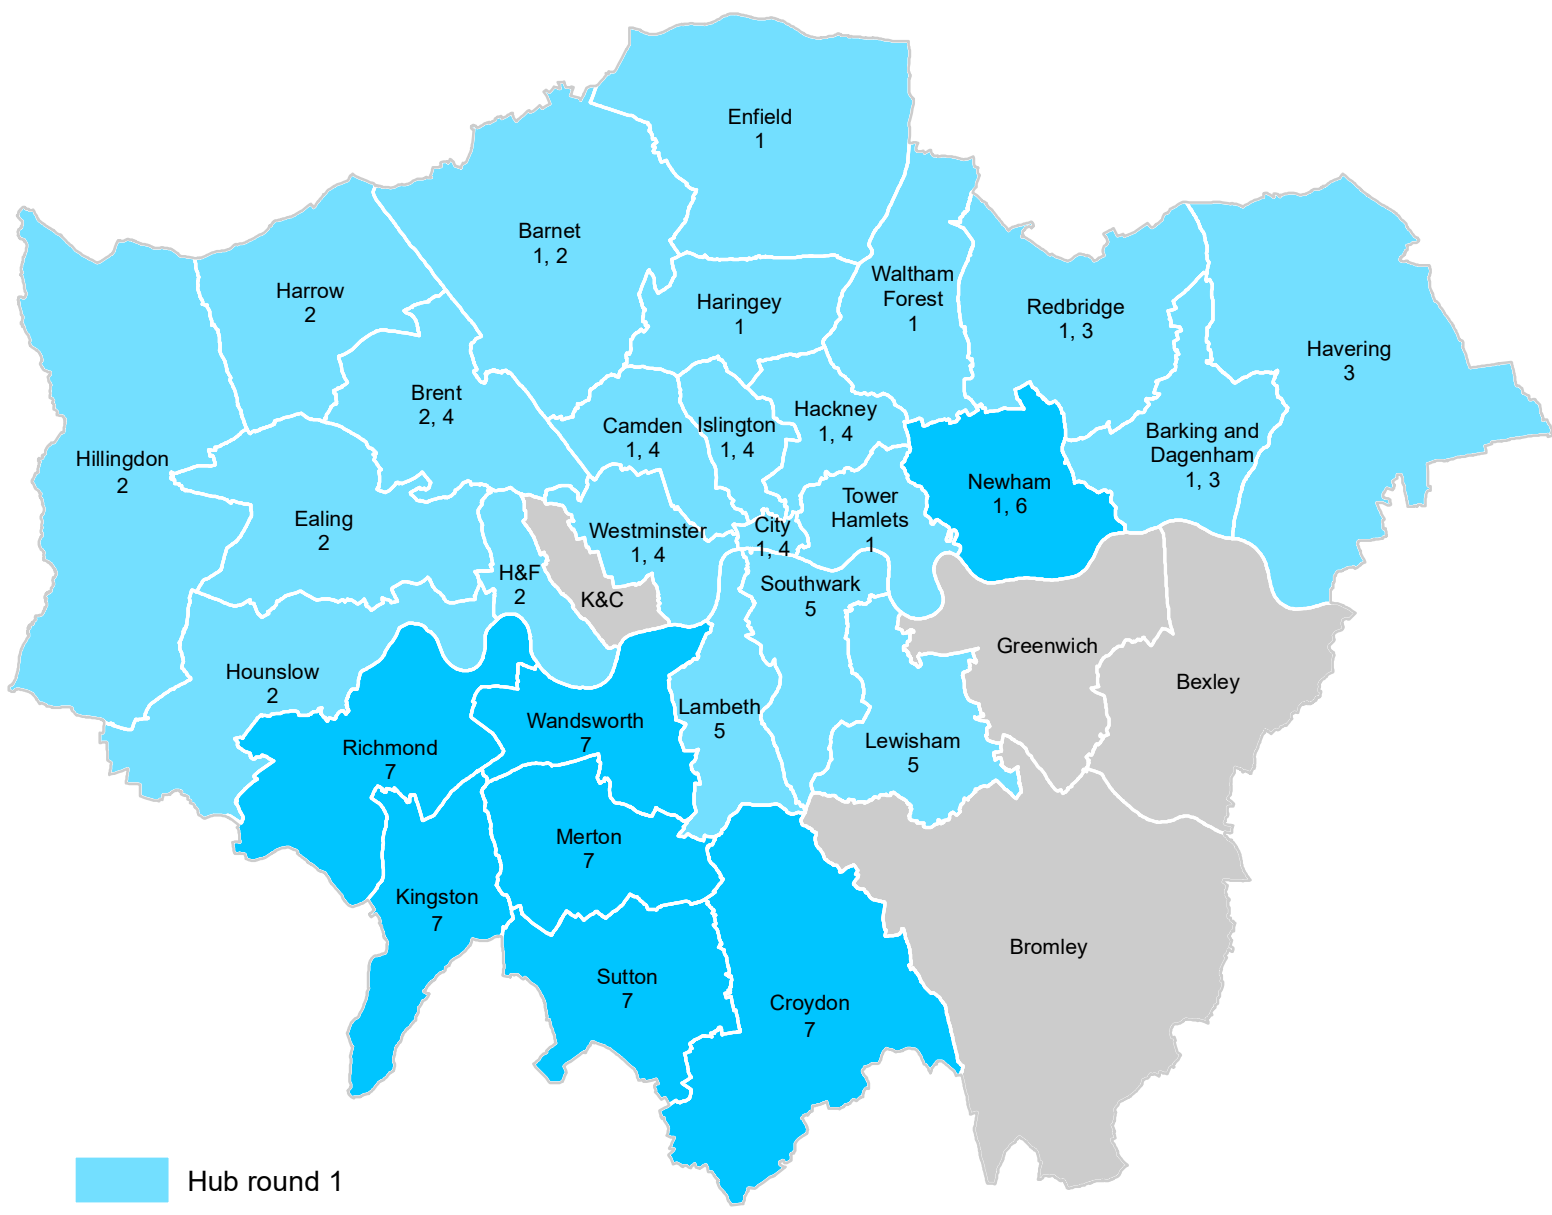 Enfield
1
Barnet
1, 2
Harrow
2
Haringey
1
Waltham
Forest
1
Redbridge
1, 3
Havering
3
Brent
2, 4
Camden
1, 4
Islington
1, 4
Hackney
1, 4
Barking and
Dagenham
1, 3
Hillingdon
2
Ealing
2
Westminster
1, 4
City
1, 4
Tower
Hamlets
1
Newham
1, 6
H&F
2
K&C
Southwark
5
Greenwich
Bexley
Hounslow
2
Richmond
7
Wandsworth
7
Lambeth
5
Lewisham
5
Merton
7
Kingston
7
Sutton
7
Croydon
7
Bromley
Hub round 1